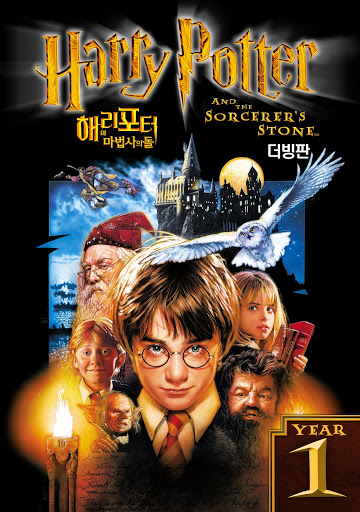 Harry Potter
AND THE
SORCERER'S
STONE™
해리포터
와
마법사의돌
더빙판
YEAR
1